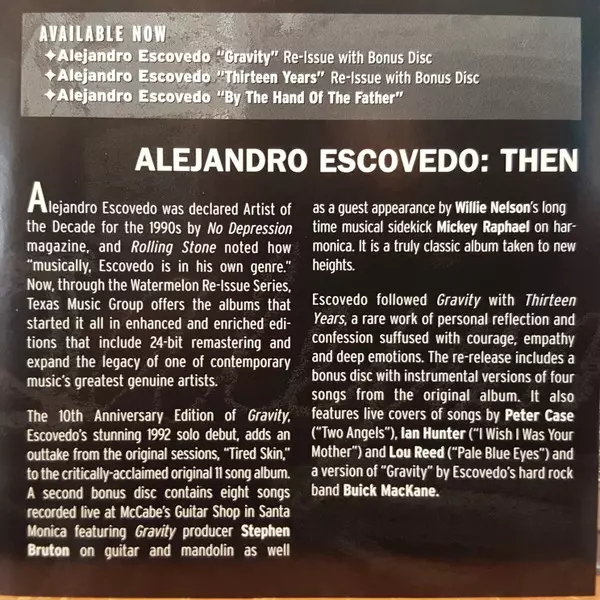 AVAILABLE NOW
✦Alejandro Escovedo "Gravity" Re-Issue with Bonus Disc
✦Alejandro Escovedo "Thirteen Years" Re-Issue with Bonus Disc
✦Alejandro Escovedo "By The Hand Of The Father"
ALEJANDRO ESCOVEDO: THEN
Alejandro Escovedo was declared Artist of
the Decade for the 1990s by No Depression
magazine, and Rolling Stone noted how
"musically, Escovedo is in his own genre."
Now, through the Watermelon Re-Issue Series,
Texas Music Group offers the albums that
started it all in enhanced and enriched edi-
tions that include 24-bit remastering and
expand the legacy of one of contemporary
music's greatest genuine artists.
The 10th Anniversary Edition of Gravity,
Escovedo's stunning 1992 solo debut, adds an
outtake from the original sessions, "Tired Skin,"
to the critically-acclaimed original 11 song album.
A second bonus disc contains eight songs
recorded live at McCabe's Guitar Shop in Santa
Monica featuring Gravity producer Stephen
Bruton on guitar and mandolin as well
as a guest appearance by Willie Nelson's long
time musical sidekick Mickey Raphael on har-
monica. It is a truly classic album taken to new
heights.
Escovedo followed Gravity with Thirteen
Years, a rare work of personal reflection and
confession suffused with courage, empathy
and deep emotions. The re-release includes a
bonus disc with instrumental versions of four
songs from the original album. It also
features live covers of songs by Peter Case
("Two Angels"), Ian Hunter ("I Wish I Was Your
Mother") and Lou Reed ("Pale Blue Eyes") and
a version of "Gravity" by Escovedo's hard rock
band Buick MacKane.